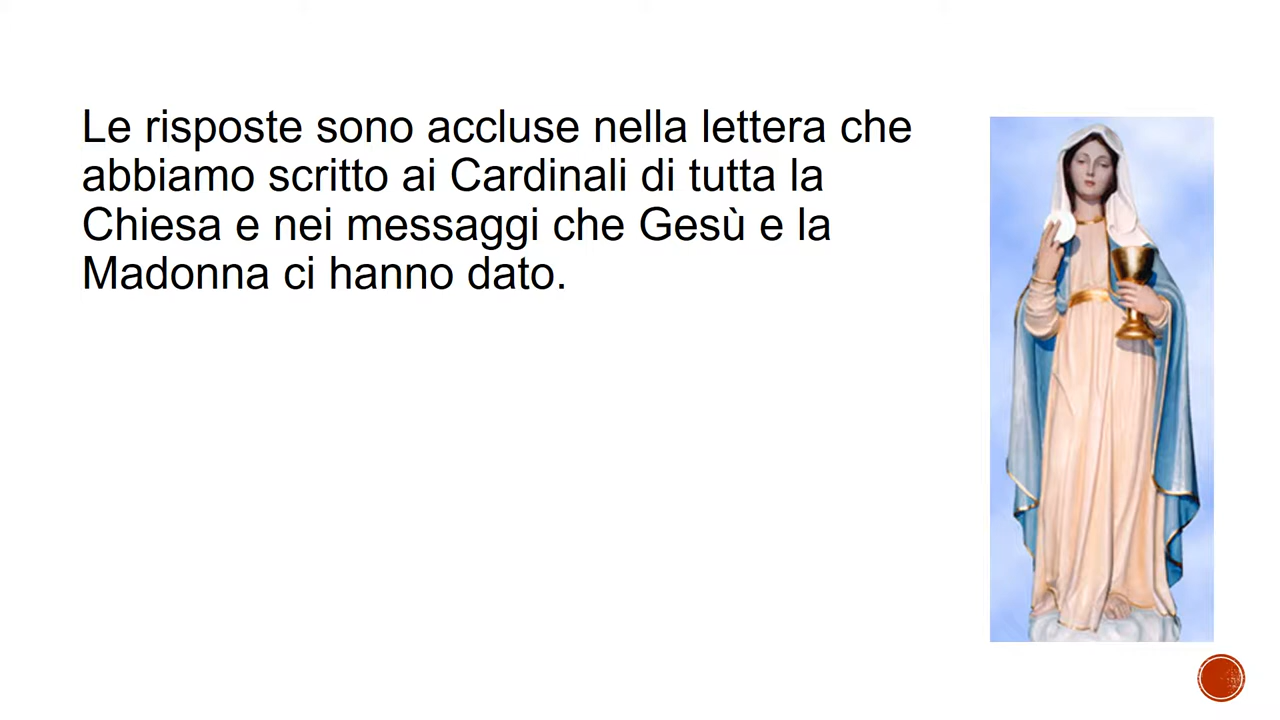 Le risposte sono accluse nella lettera che
abbiamo scritto ai Cardinali di tutta la
Chiesa e nei messaggi che Gesù e la
Madonna ci hanno dato.